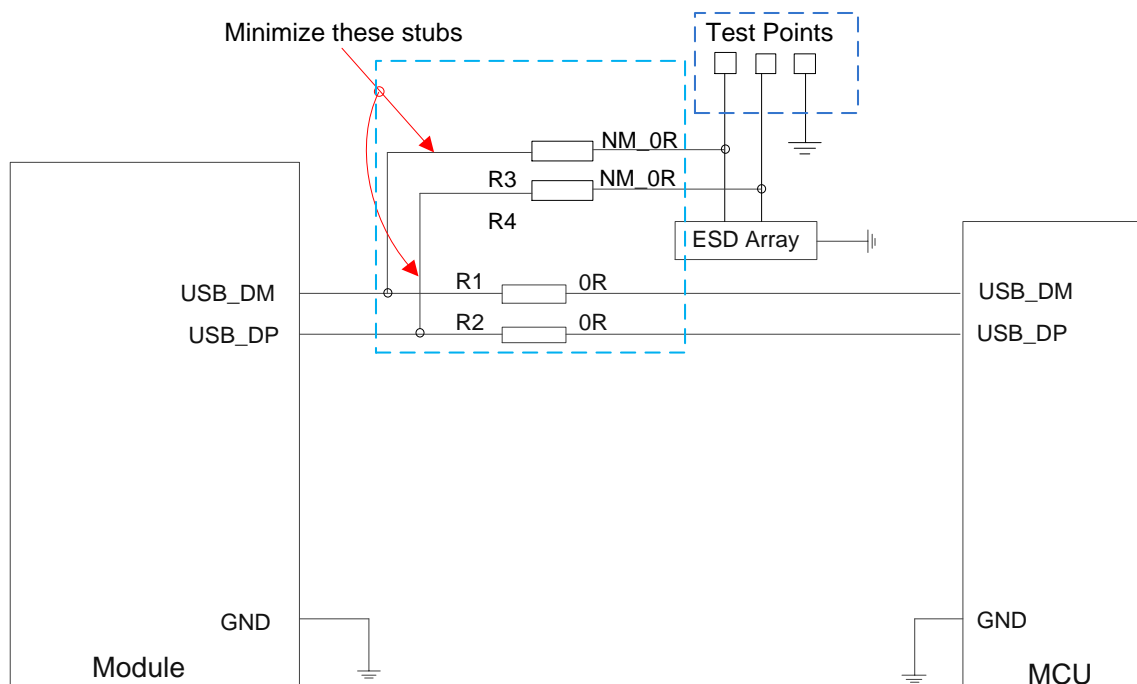 Minimize these stubs
Test Points
NM_0R
R3
NM_0R
R4
ESD Array
R1
0R
USB_DM
USB_DM
R2
0R
USB_DP
USB_DP
GND
GND
Module
MCU